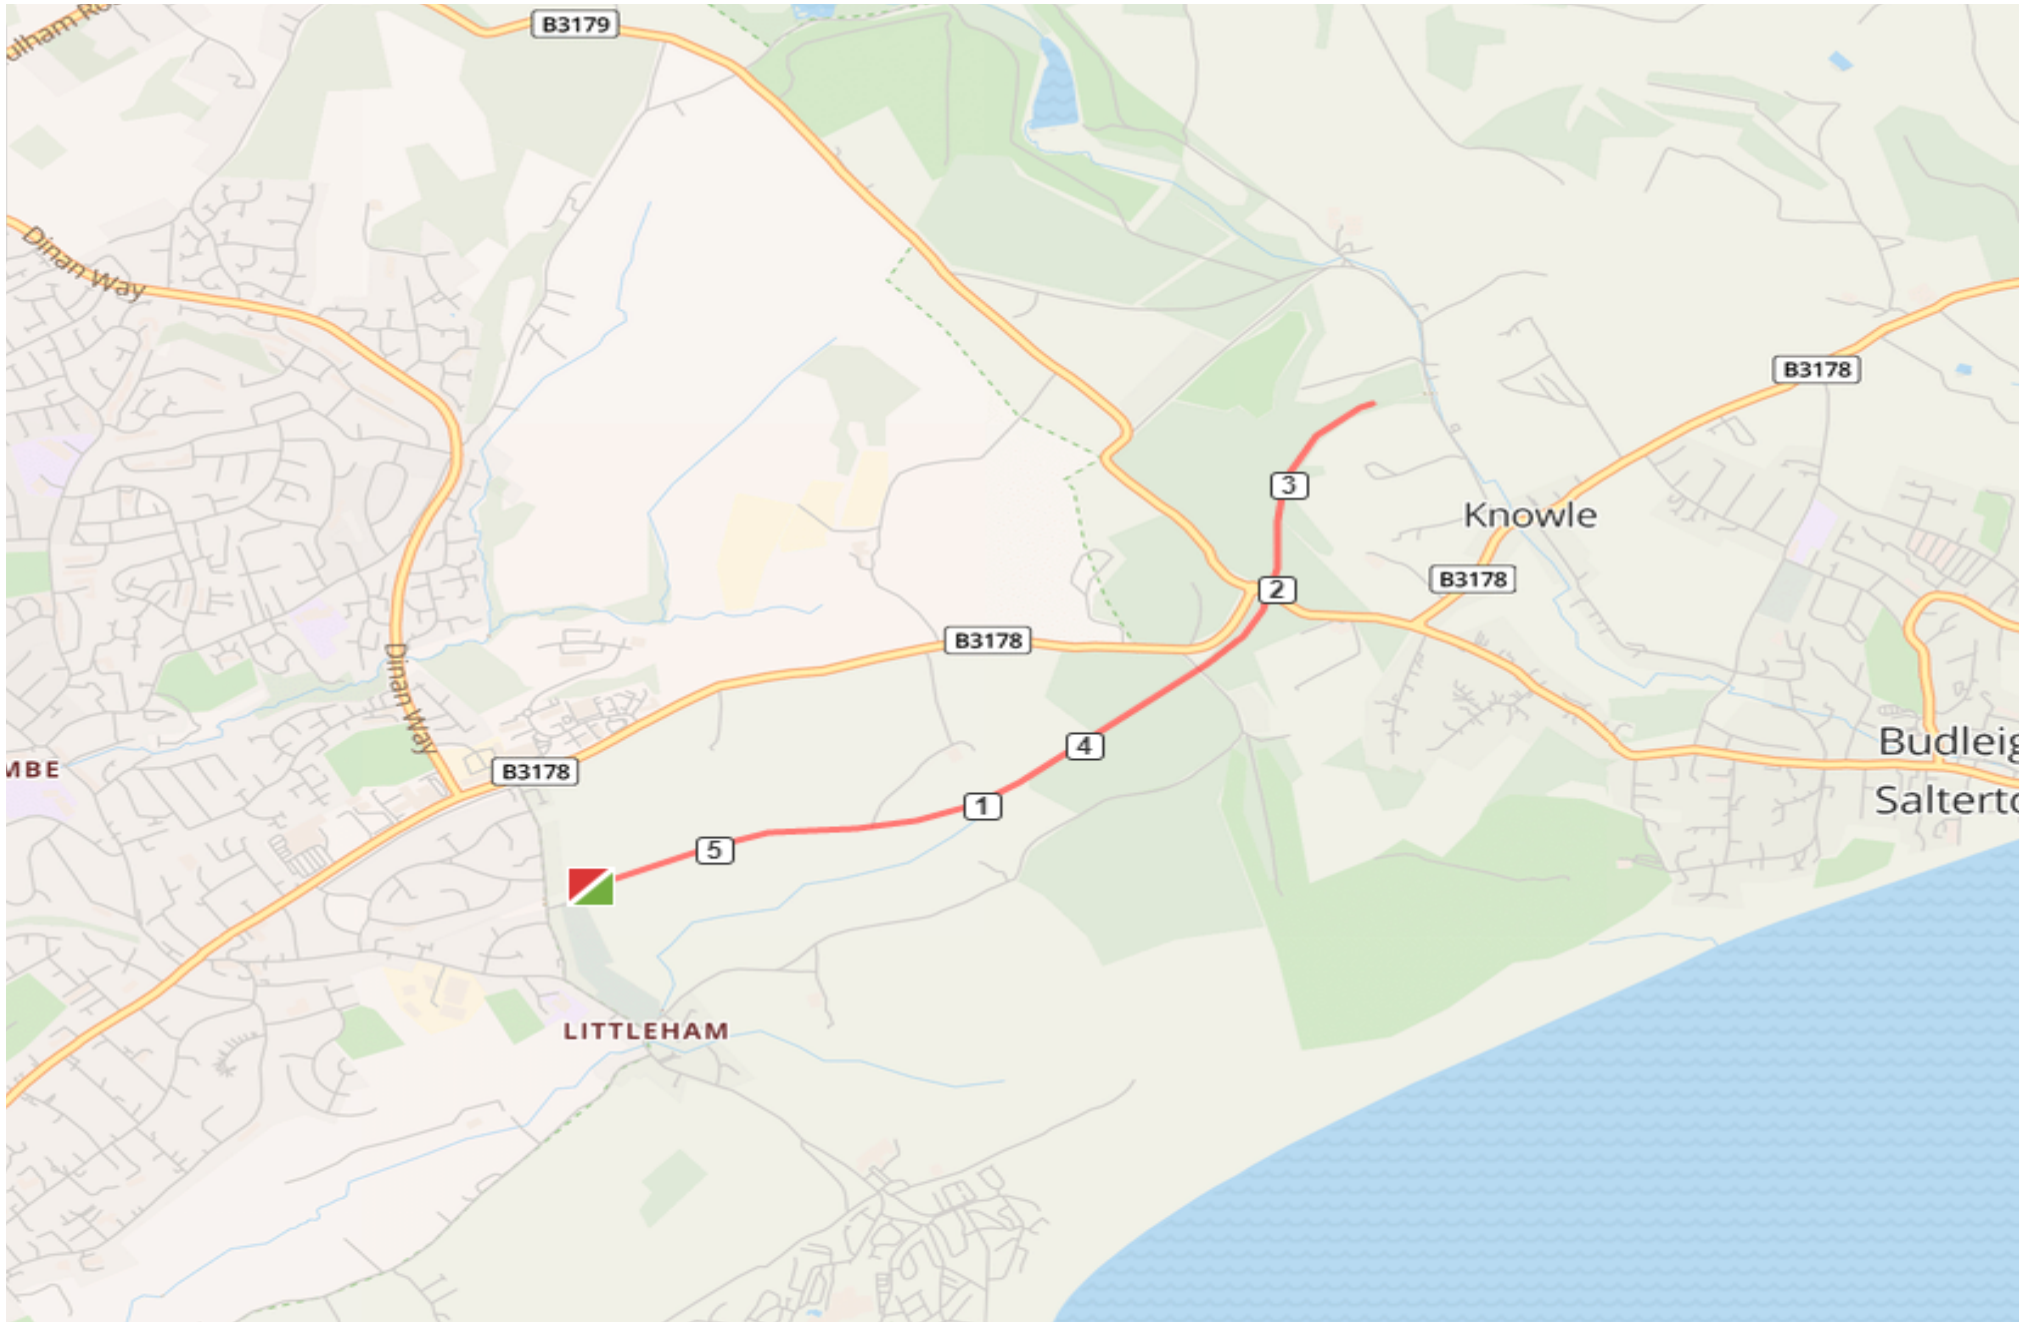 B3179
Dinan Way
B3178
3
Knowle
B3178
2
B3178
Dinan Way
4
Budleig
Salterto
B3178
MBE
1
5
LITTLEHAM